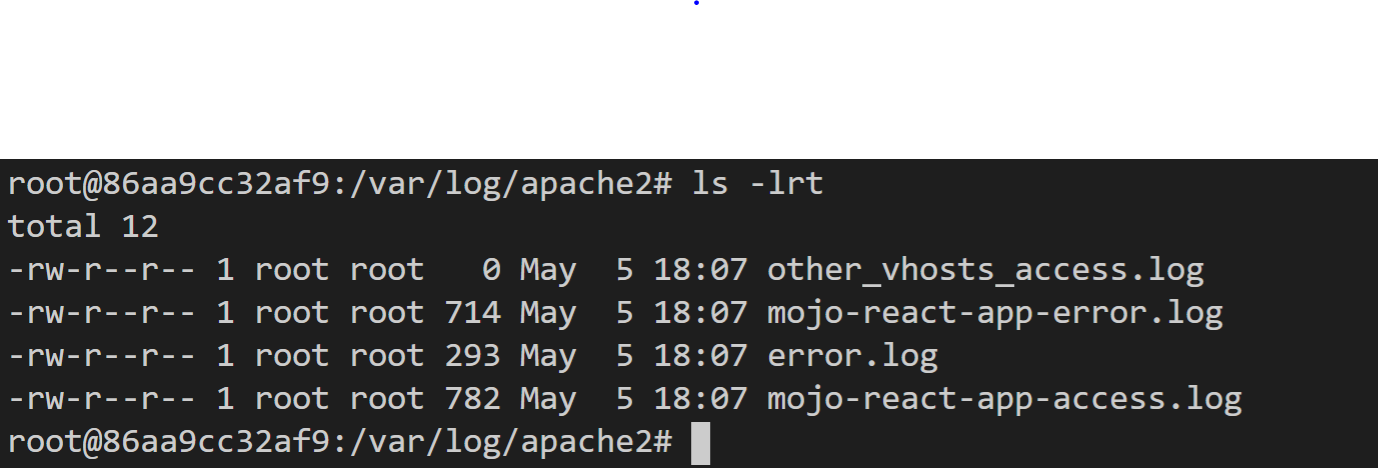 root@86aa9cc32af9:/var/log/apache2# ls -lrt
total 12
-rw-r--r-- 1 root root   0 May  5 18:07 other_vhosts_access.log
-rw-r--r-- 1 root root 714 May  5 18:07 mojo-react-app-error.log
-rw-r--r-- 1 root root 293 May  5 18:07 error.log
-rw-r--r-- 1 root root 782 May  5 18:07 mojo-react-app-access.log
root@86aa9cc32af9:/var/log/apache2#